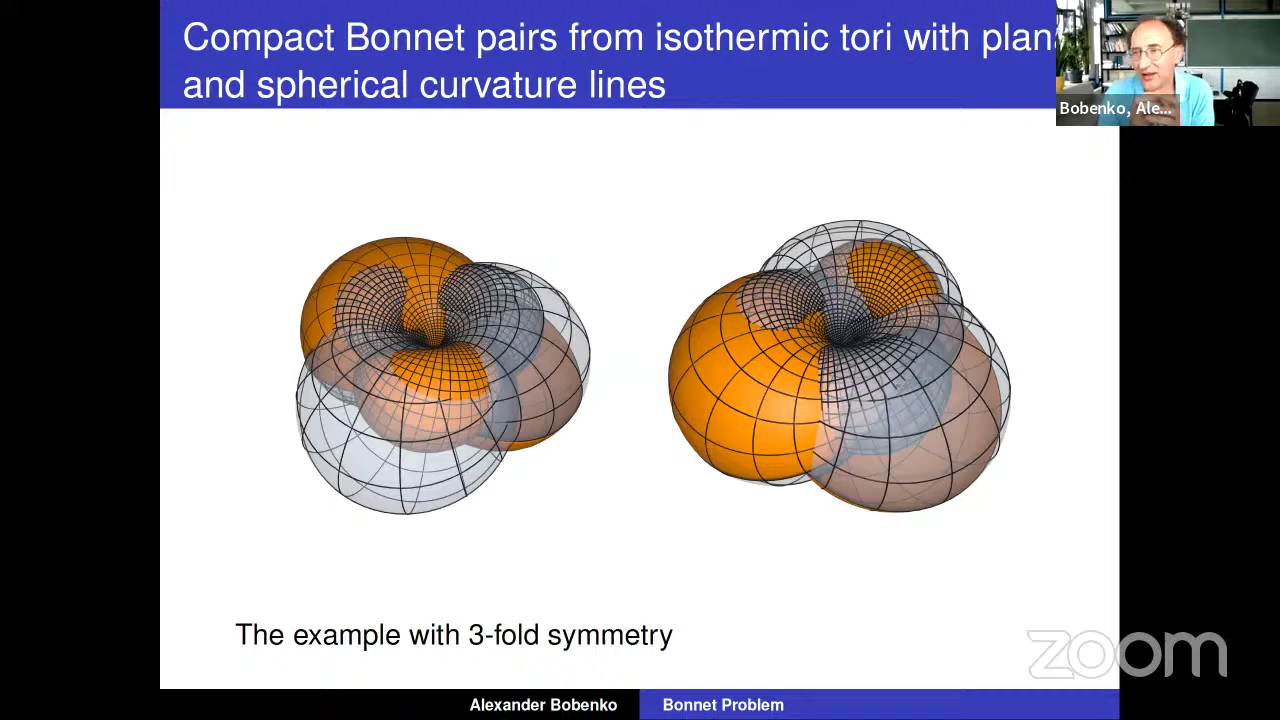 Compact Bonnet pairs from isothermic tori with plan
and spherical curvature lines
Bobenko, Ale...
The example with 3-fold symmetry
zoom
Alexander Bobenko
Bonnet Problem